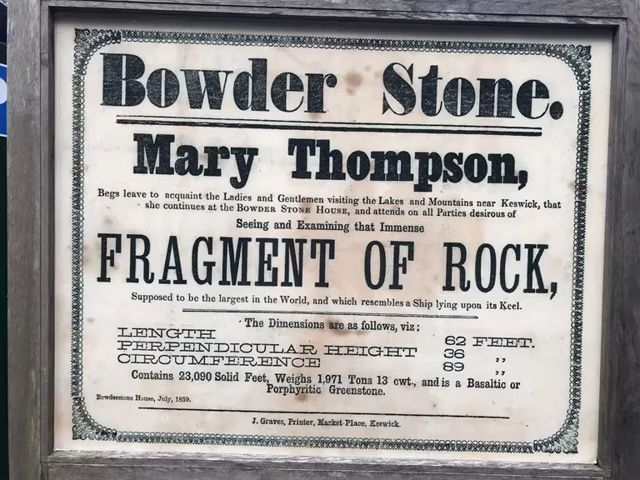 Bowder Stone.
Mary Thompson,
Begs leave to acquaint the Ladies and Gentlemen visiting the Lakes and Mountains near Keswick, that
she continues at the BOWDER STONE HOUSE, and attends on all Parties desirous of
Seeing and Examining that Immense
FRAGMENT OF ROCK,
Supposed to be the largest in the World, and which resembles a Ship lying upon its Keel.
The Dimensions are as follows, viz:
LENGTH 62 FEET.
PERPENDICULAR HEIGHT 36 ,,
CIRCUMFERENCE 89 ,,
Contains 23,090 Solid Feet, Weighs 1,971 Tons 13 cwt., and is a Basaltic or
Porphyritic Greenstone.
Bowderstone House, July, 1859.
J. Graves, Printer, Market-Place, Keswick.